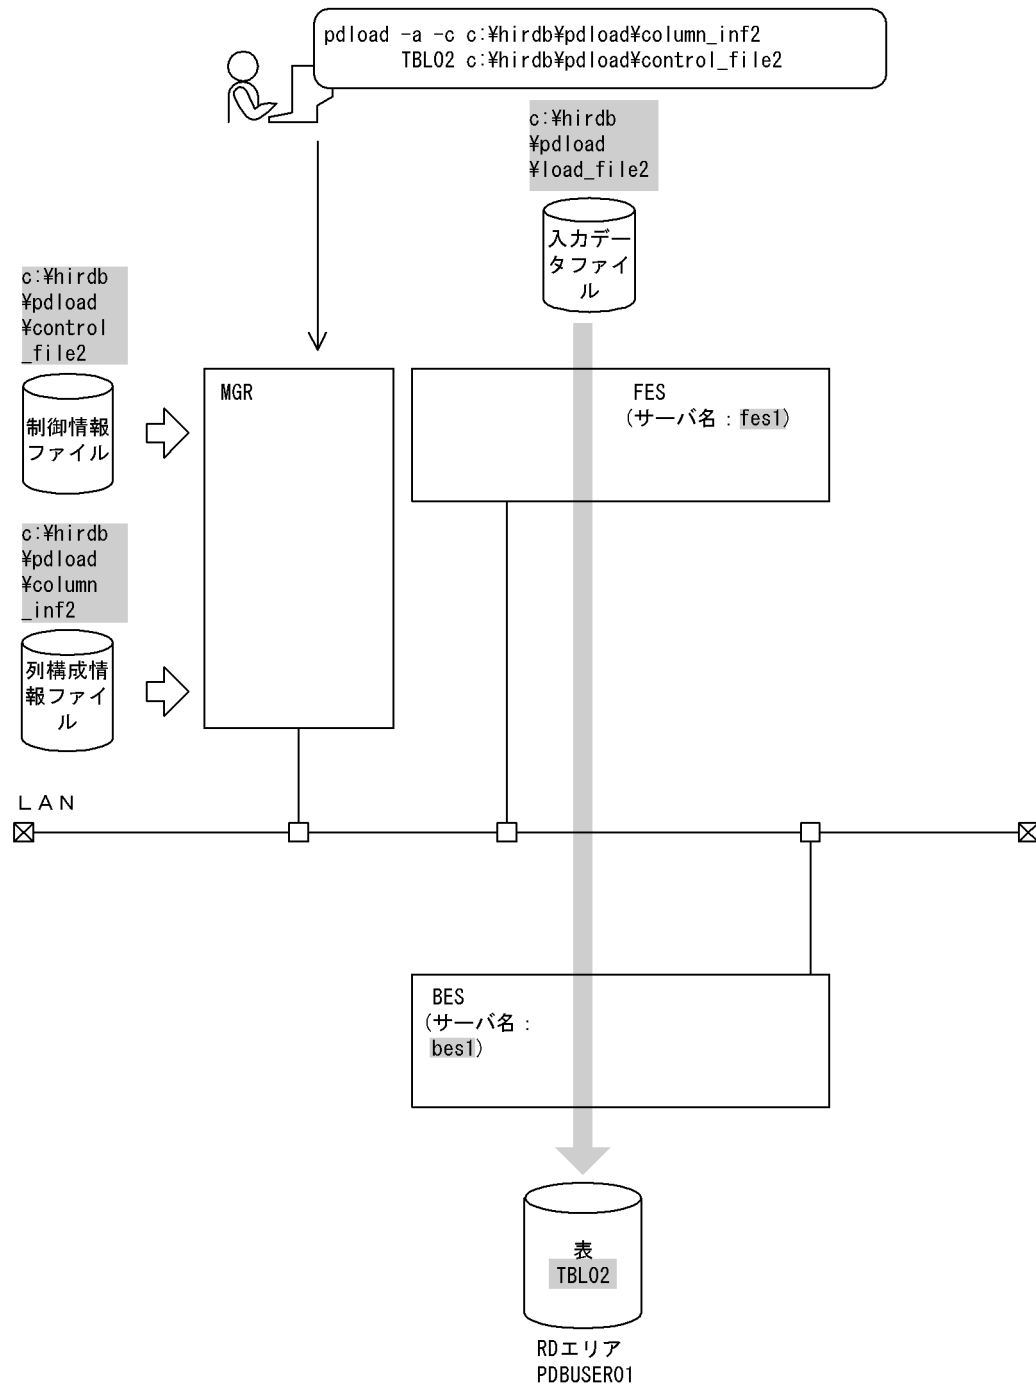 pdload -a -c c:¥hirdb¥pdload¥column_inf2
TBL02 c:¥hirdb¥pdload¥control_file2
c:¥hirdb
¥pdload
¥load_file2
入力デー
タファイ
ル
c:¥hirdb
¥pdload
¥control
_file2
制御情報
ファイル
MGR
FES
(サーバ名：fes1)
c:¥hirdb
¥pdload
¥column
_inf2
列構成情
報ファイ
ル
ＬＡＮ
BES
(サーバ名：
bes1)
表
TBL02
RDエリア
PDBUSER01